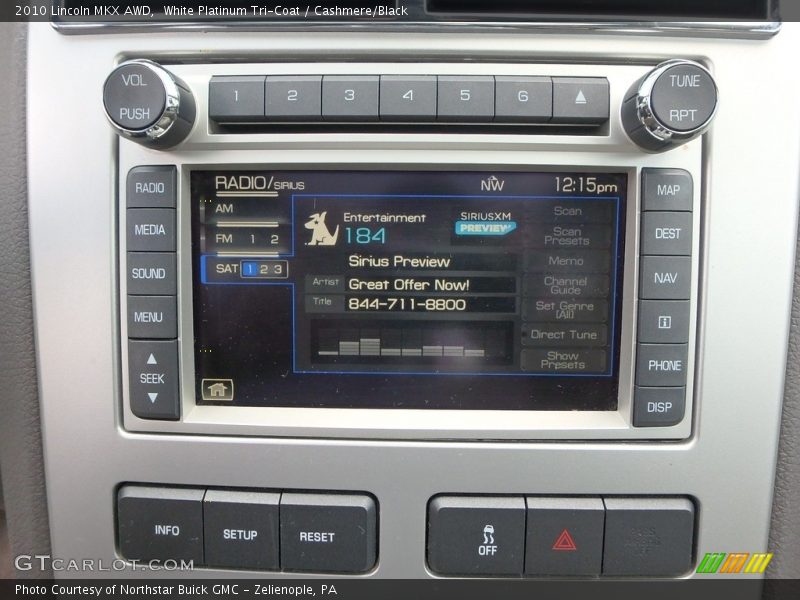 2010 Lincoln MKX AWD,  White Platinum Tri-Coat / Cashmere/Black
VOL
PUSH
1 2 3 4 5 6
TUNE
RPT
RADIO
MEDIA
SOUND
MENU
SEEK
RADIO/SIRIUS
NW
12:15pm
AM
FM 1 2
SAT 1 2 3
Entertainment
184
SIRIUSXM
PREVIEW
Sirius Preview
Artist Great Offer Now!
Title 844-711-8800
Scan
Scan
Presets
Memo
Channel
Guide
Set Genre
(All)
Direct Tune
Show
Presets
MAP
DEST
NAV
i
PHONE
DISP
INFO
SETUP
RESET
OFF
GTCARLOT.COM
Photo Courtesy of Northstar Buick GMC - Zelienople, PA